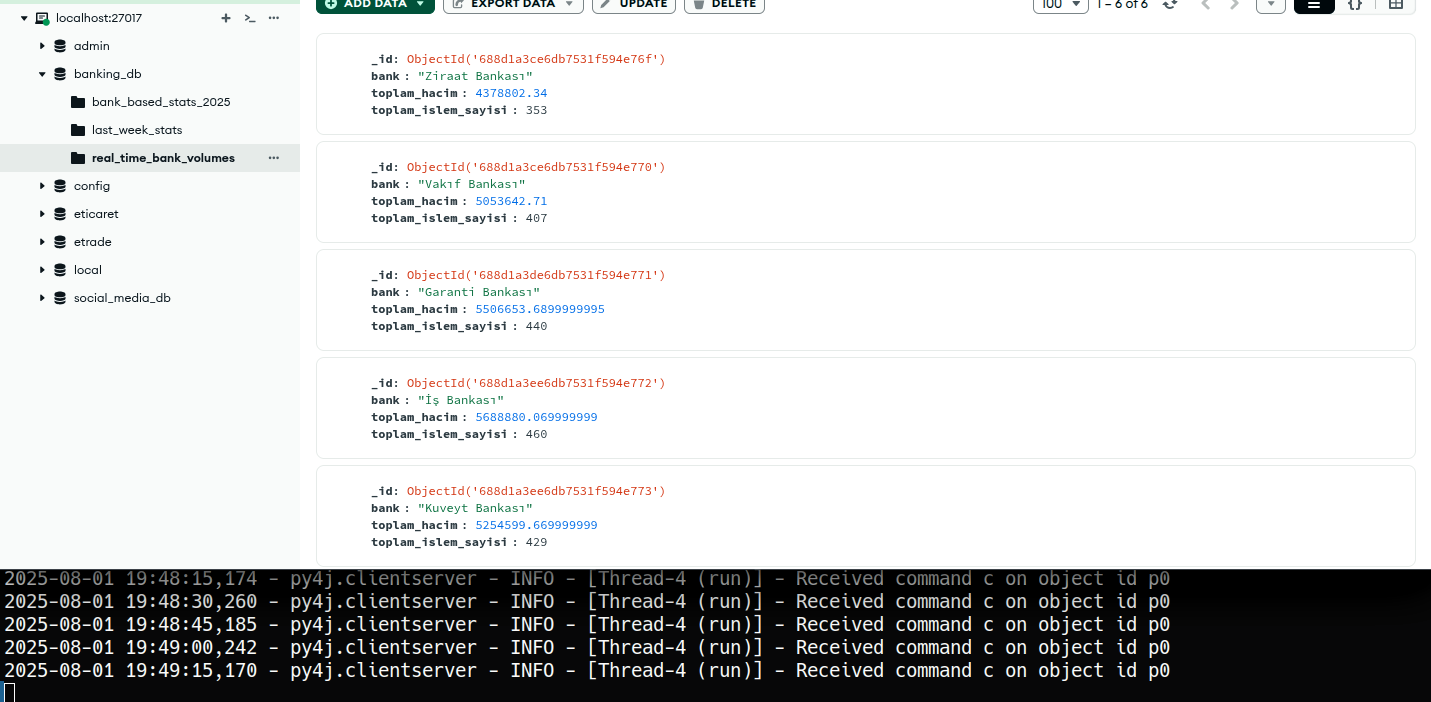 localhost:27017
admin
banking_db
bank_based_stats_2025
last_week_stats
real_time_bank_volumes
config
eticaret
etrade
local
social_media_db
ADD DATA EXPORT DATA UPDATE DELETE 100 1 – 6 of 6
_id: ObjectId('688d1a3ce6db7531f594e76f')
bank : "Ziraat Bankası"
toplam_hacim : 4378802.34
toplam_islem_sayisi : 353
_id: ObjectId('688d1a3ce6db7531f594e770')
bank : "Vakıf Bankası"
toplam_hacim : 5053642.71
toplam_islem_sayisi : 407
_id: ObjectId('688d1a3de6db7531f594e771')
bank : "Garanti Bankası"
toplam_hacim : 5506653.6899999995
toplam_islem_sayisi : 440
_id: ObjectId('688d1a3ee6db7531f594e772')
bank : "İş Bankası"
toplam_hacim : 5688880.069999999
toplam_islem_sayisi : 460
_id: ObjectId('688d1a3ee6db7531f594e773')
bank : "Kuveyt Bankası"
toplam_hacim : 5254599.669999999
toplam_islem_sayisi : 429
2025-08-01 19:48:15,174 - py4j.clientserver - INFO - [Thread-4 (run)] - Received command c on object id p0
2025-08-01 19:48:30,260 - py4j.clientserver - INFO - [Thread-4 (run)] - Received command c on object id p0
2025-08-01 19:48:45,185 - py4j.clientserver - INFO - [Thread-4 (run)] - Received command c on object id p0
2025-08-01 19:49:00,242 - py4j.clientserver - INFO - [Thread-4 (run)] - Received command c on object id p0
2025-08-01 19:49:15,170 - py4j.clientserver - INFO - [Thread-4 (run)] - Received command c on object id p0